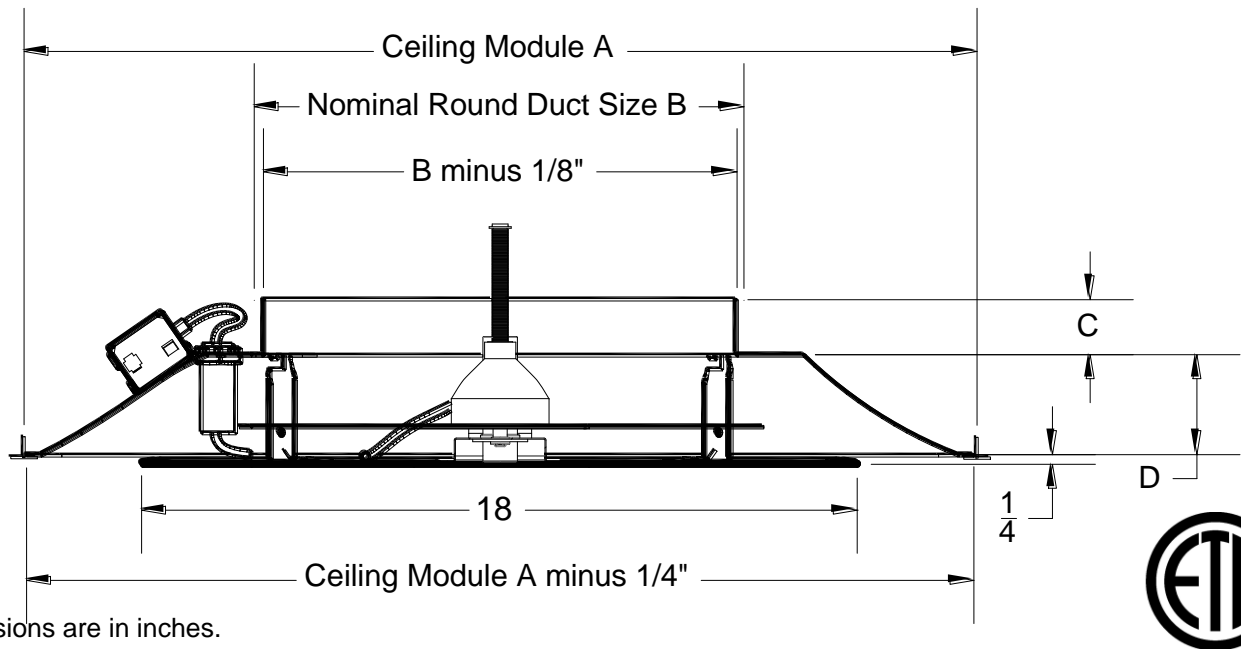 Ceiling Module A
Nominal Round Duct Size B
B minus 1/8"
C
D
1
4
18
Ceiling Module A minus 1/4"
are in inches.